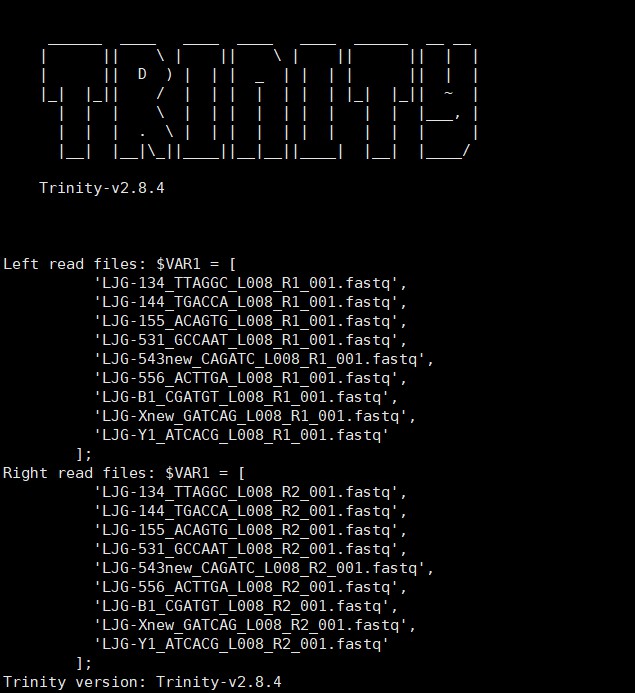 Trinity-v2.8.4
Left read files: $VAR1 = [
'LJG-134_TTAGGC_L008_R1_001.fastq',
'LJG-144_TGACCA_L008_R1_001.fastq',
'LJG-155_ACAGTG_L008_R1_001.fastq',
'LJG-531_GCCAAT_L008_R1_001.fastq',
'LJG-543new_CAGATC_L008_R1_001.fastq',
'LJG-556_ACTTGA_L008_R1_001.fastq',
'LJG-B1_CGATGT_L008_R1_001.fastq',
'LJG-Xnew_GATCAG_L008_R1_001.fastq',
'LJG-Y1_ATCACG_L008_R1_001.fastq'
];
Right read files: $VAR1 = [
'LJG-134_TTAGGC_L008_R2_001.fastq',
'LJG-144_TGACCA_L008_R2_001.fastq',
'LJG-155_ACAGTG_L008_R2_001.fastq',
'LJG-531_GCCAAT_L008_R2_001.fastq',
'LJG-543new_CAGATC_L008_R2_001.fastq',
'LJG-556_ACTTGA_L008_R2_001.fastq',
'LJG-B1_CGATGT_L008_R2_001.fastq',
'LJG-Xnew_GATCAG_L008_R2_001.fastq',
'LJG-Y1_ATCACG_L008_R2_001.fastq'
];
Trinity version: Trinity-v2.8.4